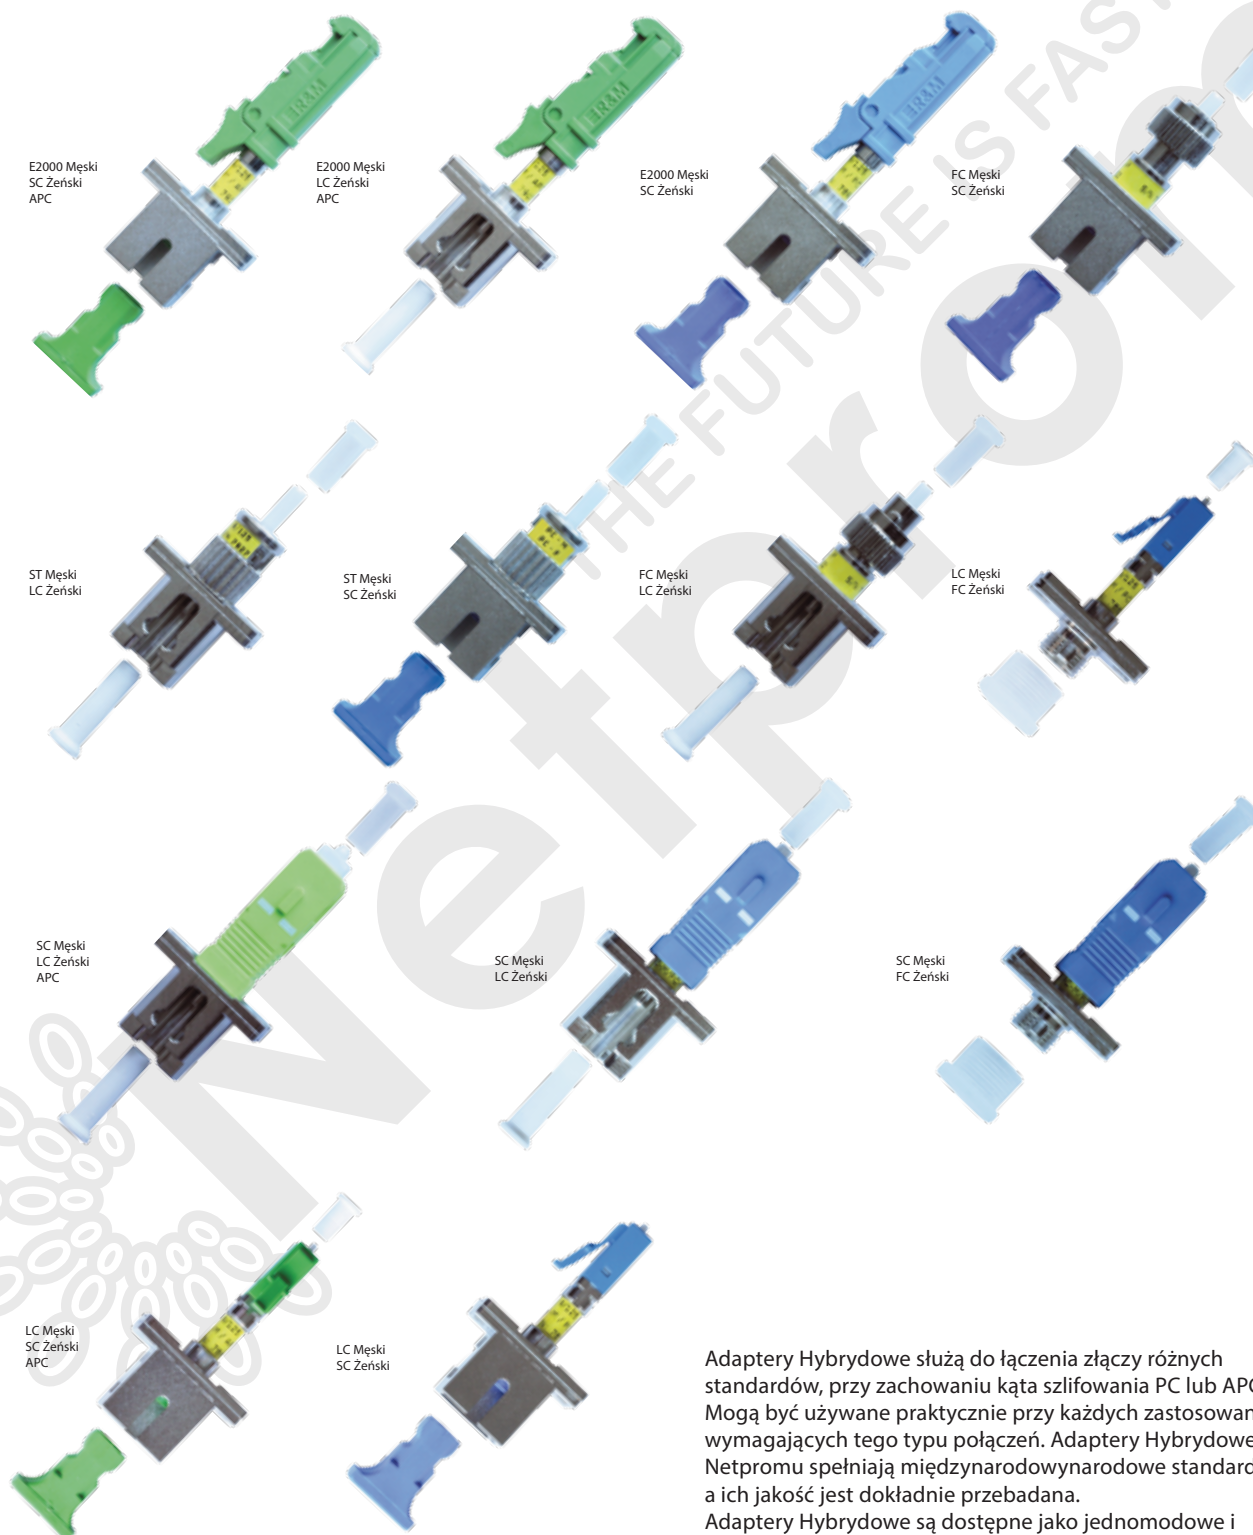 E2000 Męski
SC Żeński
APC
E2000 Męski
LC Żeński
APC
E2000 Męski
SC Żeński
FC Męski
SC Żeński
ST Męski
LC Żeński
ST Męski
SC Żeński
FC Męski
LC Żeński
LC Męski
FC Żeński
SC Męski
LC Żeński
APC
SC Męski
LC Żeński
SC Męski
FC Żeński
LC Męski
SC Żeński
APC
LC Męski
SC Żeński
Adaptery Hybrydowe służą do łączenia złączy różnych
standardów, przy zachowaniu kąta szlifowania PC lub APC
Mogą być używane praktycznie przy każdych
wymagających tego typu połączeń. Adaptery Hybrydowe
Netpromu spełniają międzynarodowynarodowe
a ich jakość jest dokładnie przebadana.
Adaptery Hybrydowe są dostępne jako jednomodowe i
THE FUTURE IS
Netpro